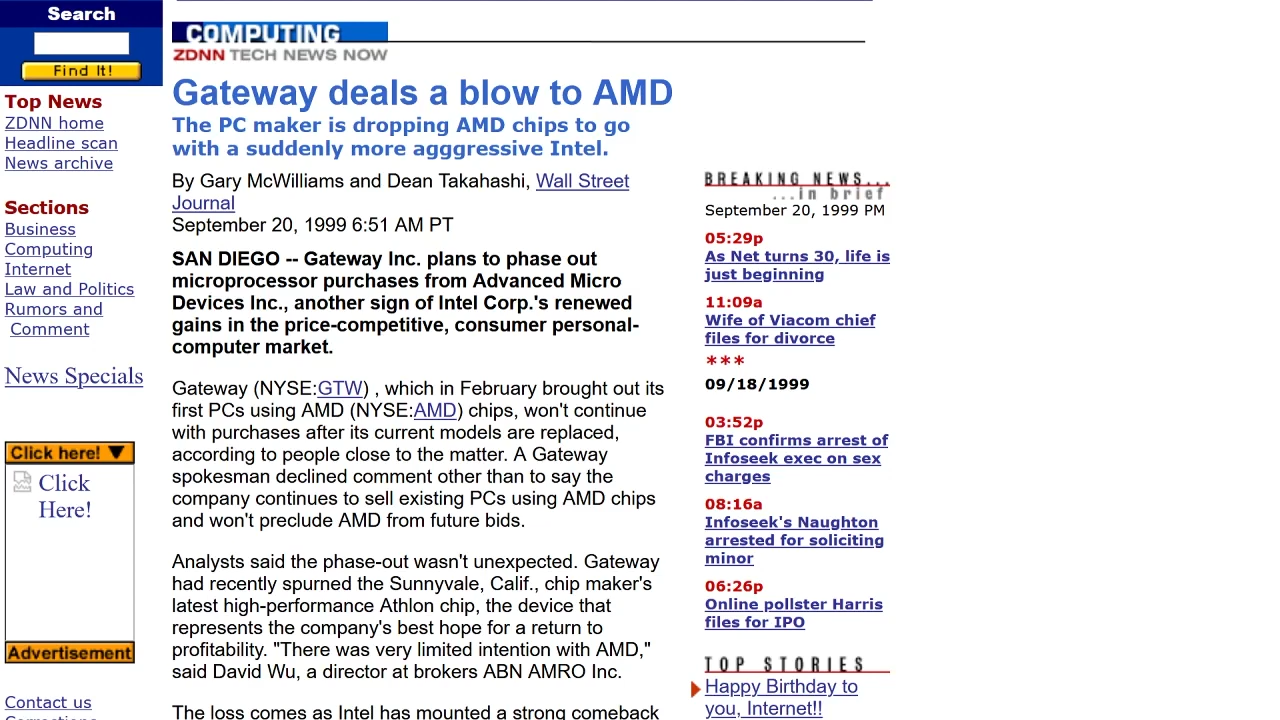 Search
Find It!
Top News
ZDNN home
Headline scan
News archive
Sections
Business
Computing
Internet
Law and Politics
Rumors and
Comment
News Specials
Click here!
Click
Here!
Advertisement
Contact us
COMPUTING
ZDNN TECH NEWS NOW
Gateway deals a blow to AMD
The PC maker is dropping AMD chips to go
with a suddenly more agggressive Intel.
By Gary McWilliams and Dean Takahashi, Wall Street
Journal
September 20, 1999 6:51 AM PT
SAN DIEGO -- Gateway Inc. plans to phase out
microprocessor purchases from Advanced Micro
Devices Inc., another sign of Intel Corp.'s renewed
gains in the price-competitive, consumer personal-
computer market.
Gateway (NYSE:GTW) , which in February brought out its
first PCs using AMD (NYSE:AMD) chips, won't continue
with purchases after its current models are replaced,
according to people close to the matter. A Gateway
spokesman declined comment other than to say the
company continues to sell existing PCs using AMD chips
and won't preclude AMD from future bids.
Analysts said the phase-out wasn't unexpected. Gateway
had recently spurned the Sunnyvale, Calif., chip maker's
latest high-performance Athlon chip, the device that
represents the company's best hope for a return to
profitability. "There was very limited intention with AMD,"
said David Wu, a director at brokers ABN AMRO Inc.
The loss comes as Intel has mounted a strong comeback
BREAKING NEWS...
...in brief
September 20, 1999 PM
05:29p
As Net turns 30, life is
just beginning
11:09a
Wife of Viacom chief
files for divorce
***
09/18/1999
03:52p
FBI confirms arrest of
Infoseek exec on sex
charges
08:16a
Infoseek's Naughton
arrested for soliciting
minor
06:26p
Online pollster Harris
files for IPO
TOP STORIES
Happy Birthday to
you, Internet!!